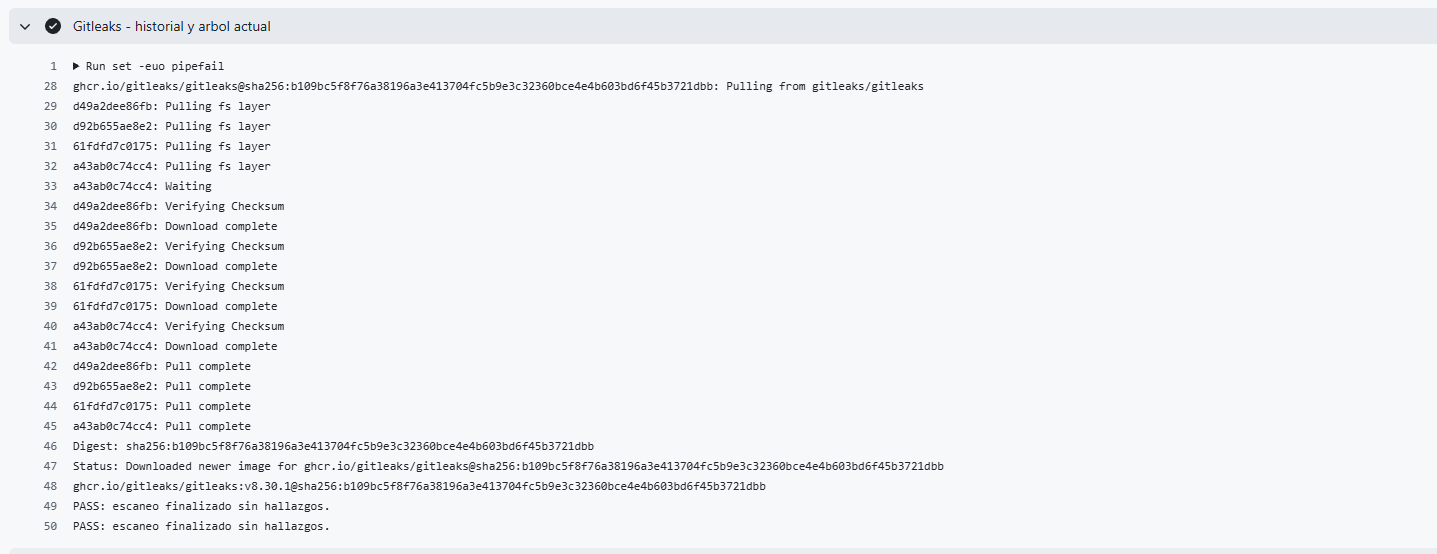 Gitleaks - historial y arbol actual
1 ▶ Run set -euo pipefail
28 ghcr.io/gitleaks/gitleaks@sha256:b109bc5f8f76a38196a3e413704fc5b9e3c32360bce4e4b603bd6f45b3721dbb: Pulling from gitleaks/gitleaks
29 d49a2dee86fb: Pulling fs layer
30 d92b655ae8e2: Pulling fs layer
31 61fdfd7c0175: Pulling fs layer
32 a43ab0c74cc4: Pulling fs layer
33 a43ab0c74cc4: Waiting
34 d49a2dee86fb: Verifying Checksum
35 d49a2dee86fb: Download complete
36 d92b655ae8e2: Verifying Checksum
37 d92b655ae8e2: Download complete
38 61fdfd7c0175: Verifying Checksum
39 61fdfd7c0175: Download complete
40 a43ab0c74cc4: Verifying Checksum
41 a43ab0c74cc4: Download complete
42 d49a2dee86fb: Pull complete
43 d92b655ae8e2: Pull complete
44 61fdfd7c0175: Pull complete
45 a43ab0c74cc4: Pull complete
46 Digest: sha256:b109bc5f8f76a38196a3e413704fc5b9e3c32360bce4e4b603bd6f45b3721dbb
47 Status: Downloaded newer image for ghcr.io/gitleaks/gitleaks@sha256:b109bc5f8f76a38196a3e413704fc5b9e3c32360bce4e4b603bd6f45b3721dbb
48 ghcr.io/gitleaks/gitleaks:v8.30.1@sha256:b109bc5f8f76a38196a3e413704fc5b9e3c32360bce4e4b603bd6f45b3721dbb
49 PASS: escaneo finalizado sin hallazgos.
50 PASS: escaneo finalizado sin hallazgos.